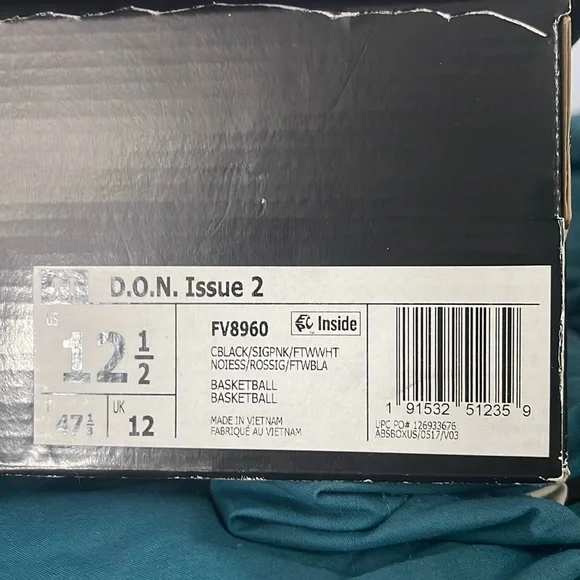 D.O.N. Issue 2
US
12 1/2
47 1/3
UK
12
FV8960
Inside
CBLACK/SIGPNK/FTWWHT
NOIESS/ROSSIG/FTWBLA
BASKETBALL
BASKETBALL
MADE IN VIETNAM
FABRIQUÉ AU VIETNAM
1 91532 51235 9
UPC PO# 126933676
ABSBOXUS/0517/V03